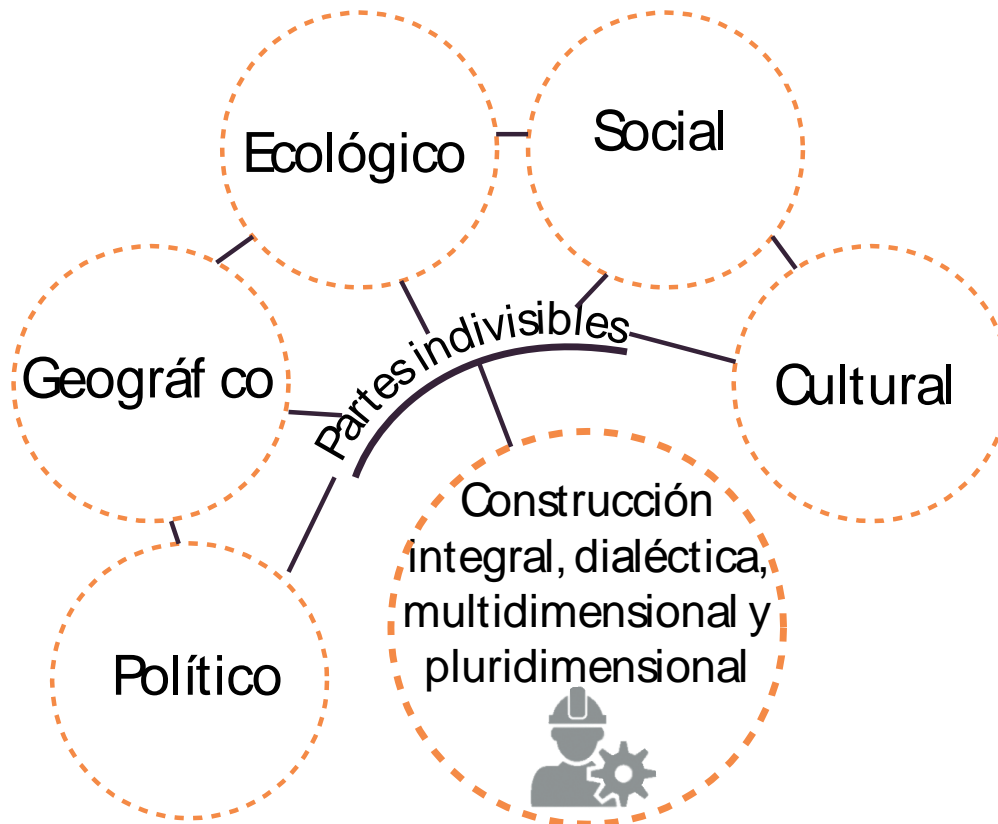 Ecológico
Social
Geográf co
Partes indivisibles
Cultural
Político
Construcción
integral, dialéctica,
multidimensional y
pluridimensional